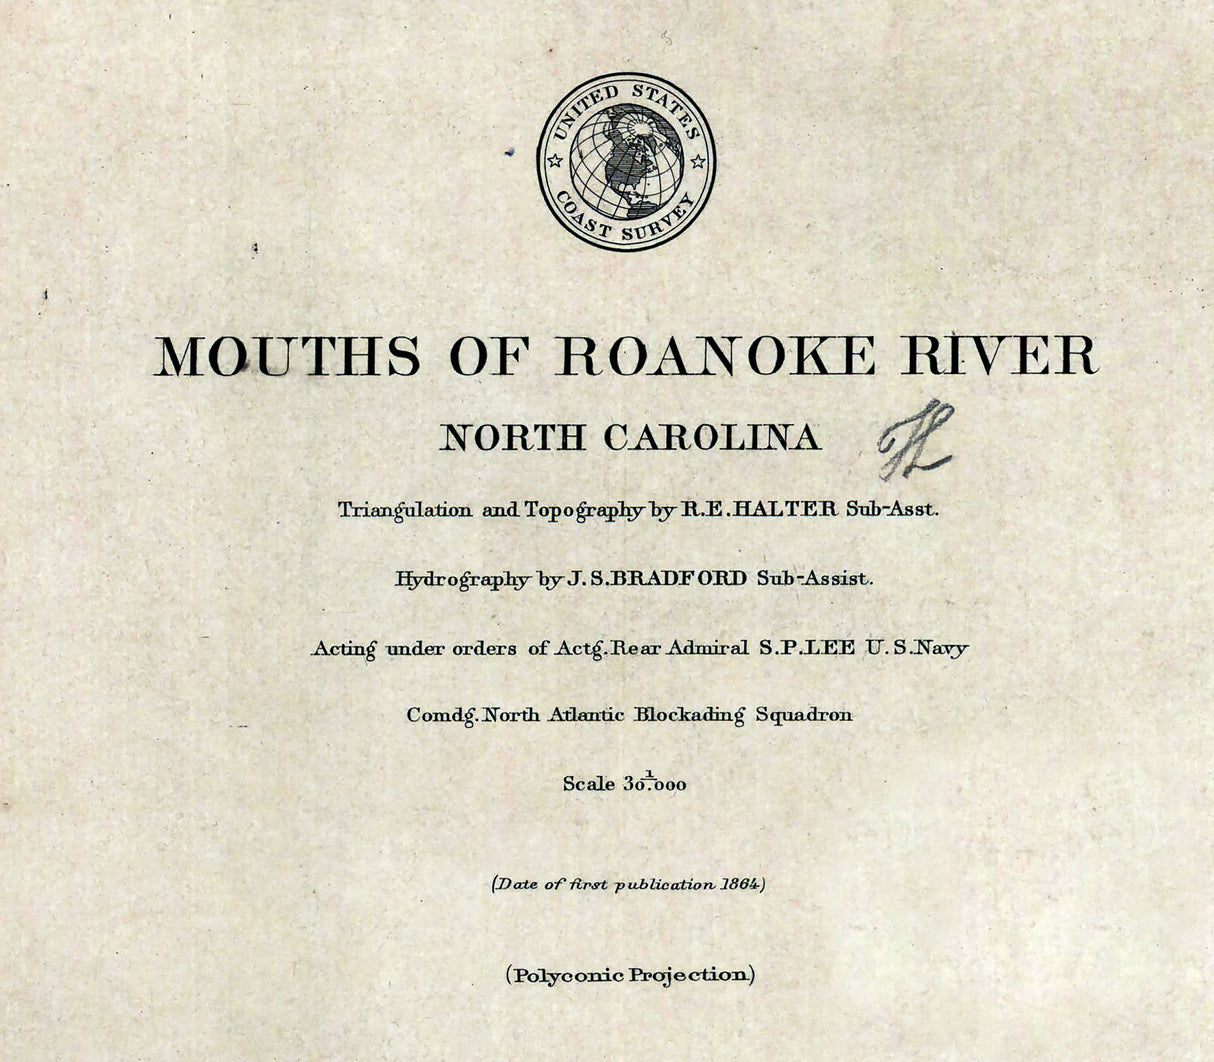 UNITED STATES
COAST SURVEY
MOUTHS OF ROANOKE RIVER
NORTH CAROLINA
Triangulation and Topography by R.E.HALTER Sub-Asst.
Hydrography by J.S.BRADFORD Sub-Assist.
Acting under orders of Actg.Rear Admiral S.P.LEE U.S.Navy
Comdg.North Atlantic Blockading Squadron
Scale 1/30.000
(Date of first publication 1864)
(Polyconic Projection)